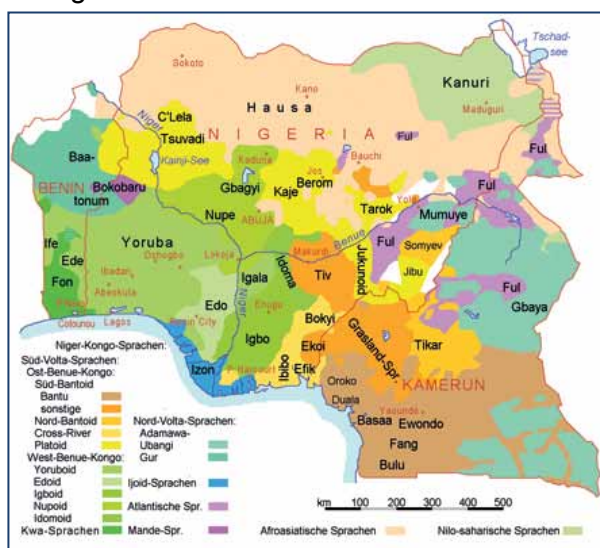 Tschad-
see
Sokoto
Kano
Kanuri
Maduguri
Hausa
Niger
C'Lela
Tsuvadi
NIGERIA
Ful
Ful
Kainji-See
Kaduna
Bauchi
Baa-
tonum
BENIN
Bokobaru
Gbagyi
Kaje
Berom
Jos
Tarok
Yola
Ful
Mumuye
Nupe
ABUJA
Benue
Ife
Ede
Fon
Yoruba
Oshogbo
Lokoja
Makurdi
Ibadan
Abeokuta
Igala
Idoma
Tiv
Jukunoid
Ful
Somyev
Jibu
Ful
Gbaya
Edo
Niger
Enugu
Igbo
Cotounou
Lagos
Benin City
Bokyi
Ekoi
Grasland-Spr.
Tikar
Izon
P-Harcourt
Ibibo
Efik
KAMERUN
Oroko
Duala
Yaounde
Basaa
Ewondo
Fang
Bulu
Niger-Kongo-Sprachen:
Süd-Volta-Sprachen:
Ost-Benue-Kongo:
Süd-Bantoid
Bantu
sonstige
Nord-Bantoid
Cross-River
Platoid
West-Benue-Kongo:
Yoruboid
Edoid
Igboid
Nupoid
Idomoid
Kwa-Sprachen
Nord-Volta-Sprachen:
Adamawa-
Ubangi
Gur
Ijoid-Sprachen
Atlantische Spr.
Mande-Spr.
km 100 200 300 400 500
Afroasiatische Sprachen
Nilo-saharische Sprachen